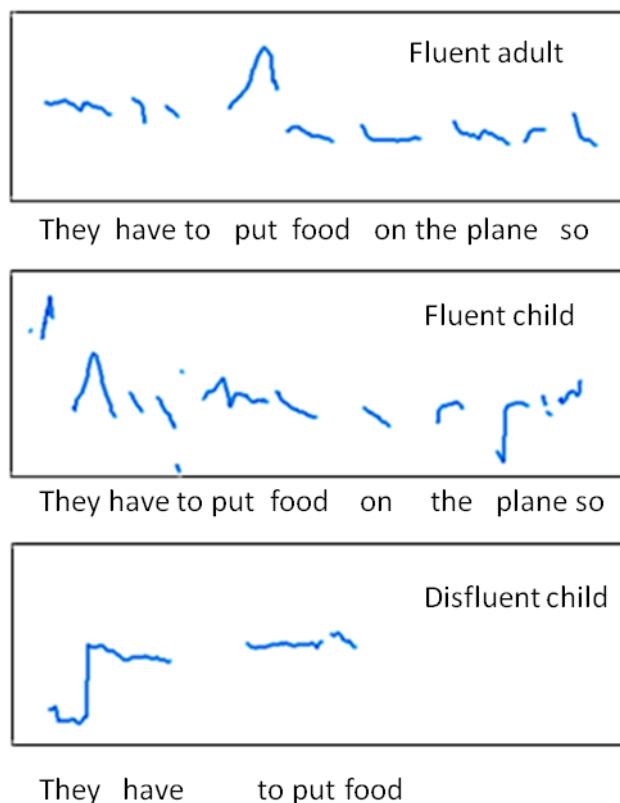 Fluent adult
They have to put food on the plane so
Fluent child
They have to put food on the plane so
Disfluent child
They have to put food